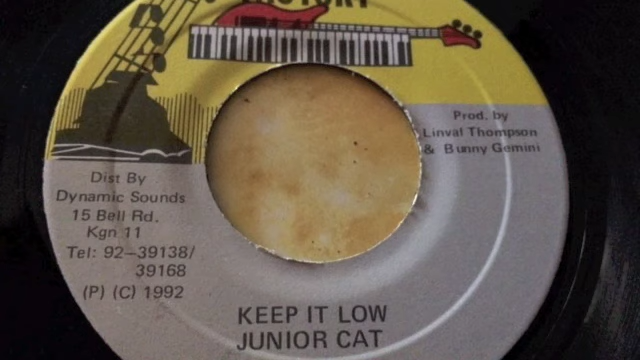 Dist By
Dynamic Sounds
15 Bell Rd.
Kgn 11
Tel: 92-39138/
39168
(P) (C) 1992
Prod. by
Linval Thompson
& Bunny Gemini
KEEP IT LOW
JUNIOR CAT